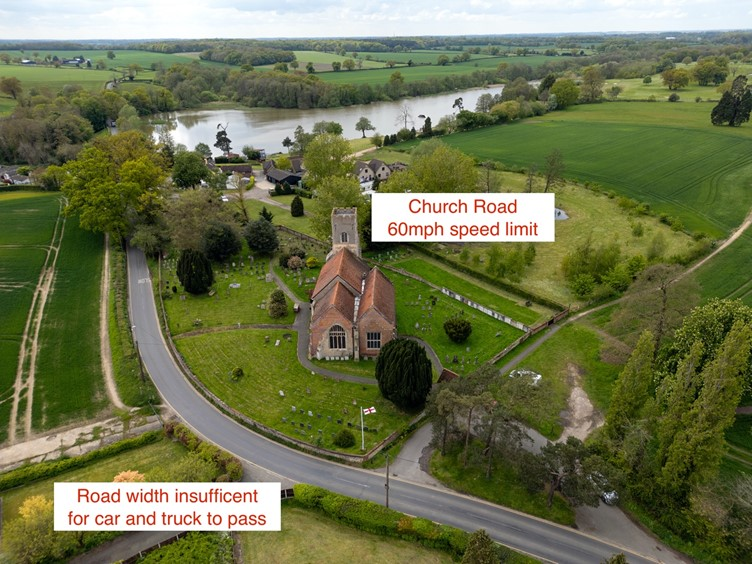 Church Road
60mph speed limit
Road width insufficent
for car and truck to pass